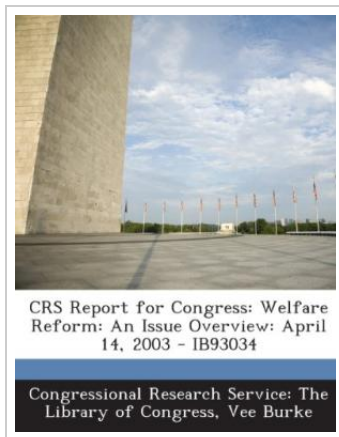 CRS Report for Congress: Welfare
Reform: An Issue Overview: April
14, 2003 - IB93034
Congressional Research Service: The
Library of Congress, Vee Burke